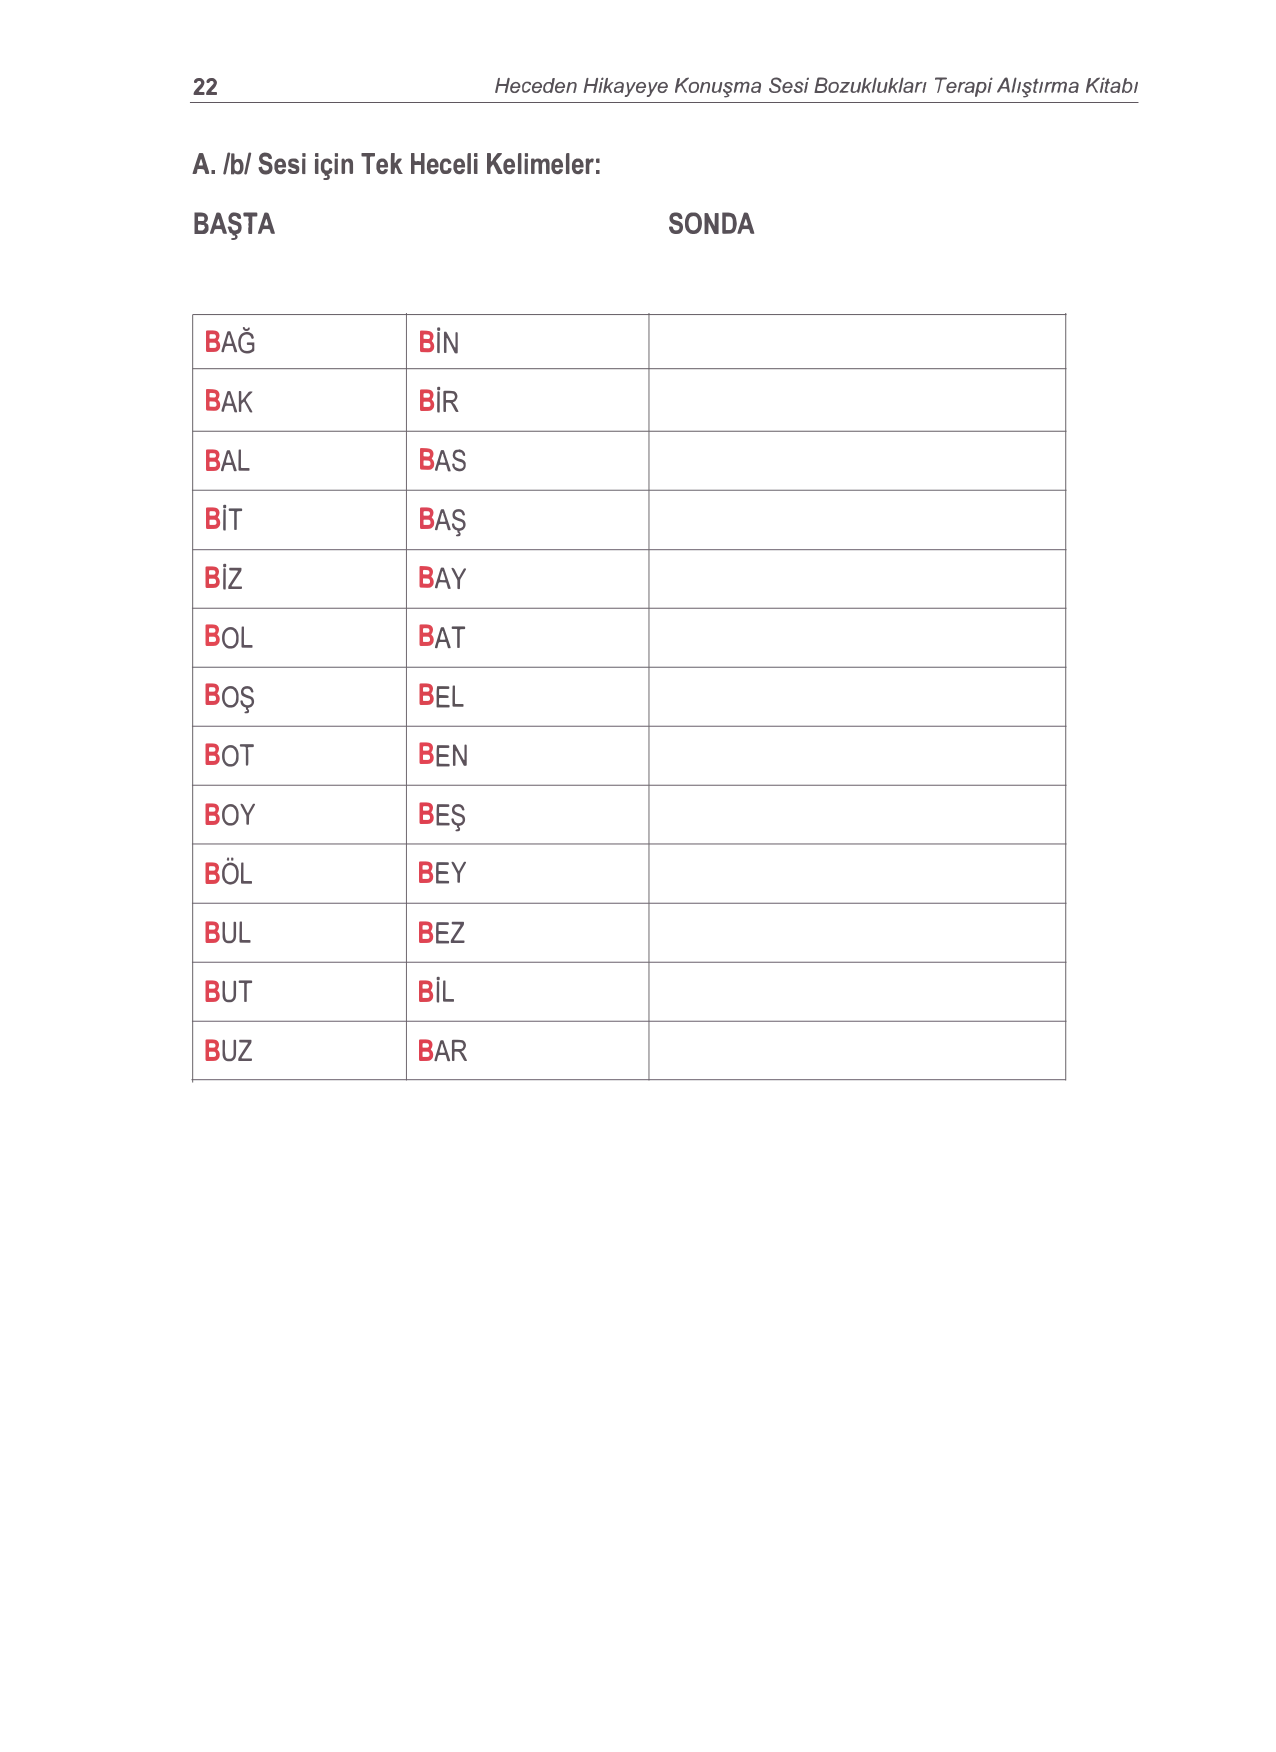 22 Heceden Hikayeye Konuşma Sesi Bozuklukları Terapi Alıştırma Kitabı
A. /b/ Sesi için Tek Heceli Kelimeler:
BAŞTA SONDA
BAĞ BİN
BAK BİR
BAL BAS
BİT BAŞ
BİZ BAY
BOL BAT
BOŞ BEL
BOT BEN
BOY BEŞ
BÖL BEY
BUL BEZ
BUT BİL
BUZ BAR